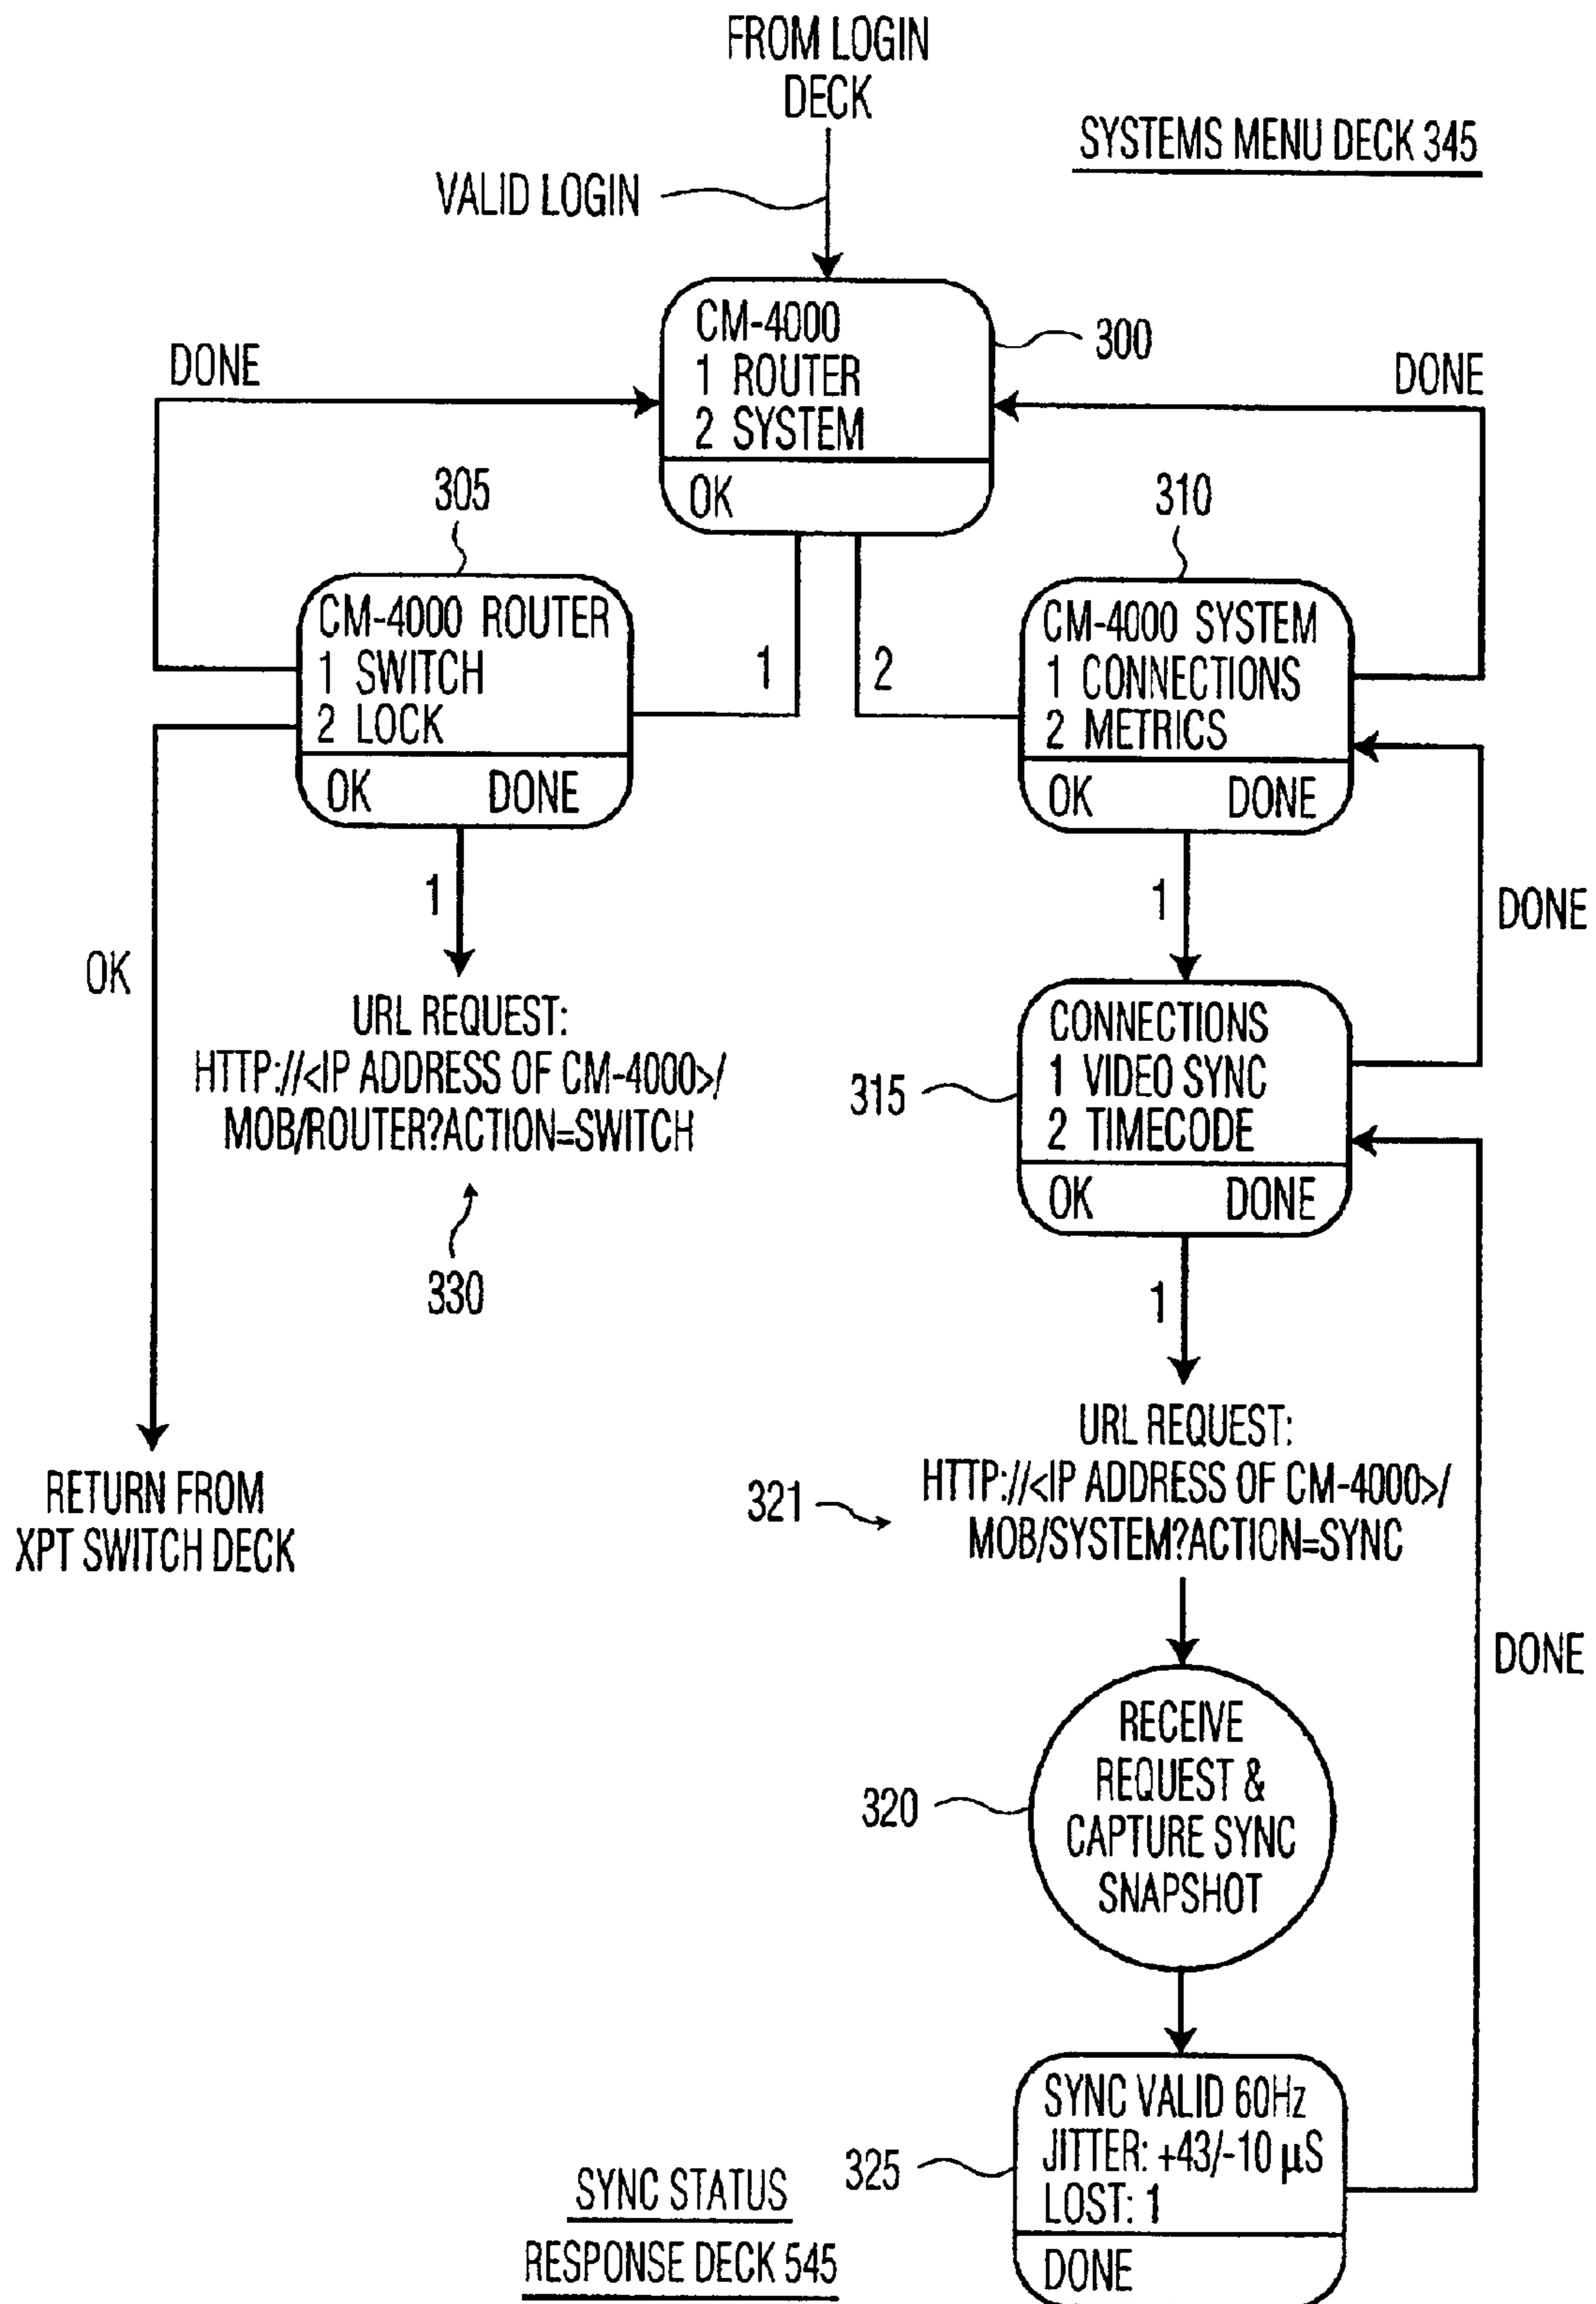 FROM LOGIN
DECK
SYSTEMS MENU DECK 345
VALID LOGIN
CM-4000
1 ROUTER
2 SYSTEM
OK
300
DONE
DONE
305
310
CM-4000 ROUTER
1 SWITCH
2 LOCK
OK DONE
1
2
CM-4000 SYSTEM
1 CONNECTIONS
2 METRICS
OK DONE
1
1
DONE
OK
URL REQUEST:
HTTP://<IP ADDRESS OF CM-4000>/
MOB/ROUTER?ACTION=SWITCH
330
CONNECTIONS
1 VIDEO SYNC
2 TIMECODE
OK DONE
315
1
RETURN FROM
XPT SWITCH DECK
URL REQUEST:
HTTP://<IP ADDRESS OF CM-4000>/
MOB/SYSTEM?ACTION=SYNC
321
DONE
RECEIVE
REQUEST &
CAPTURE SYNC
SNAPSHOT
320
SYNC VALID 60Hz
JITTER: +43/-10 µS
LOST: 1
DONE
325
SYNC STATUS
RESPONSE DECK 545